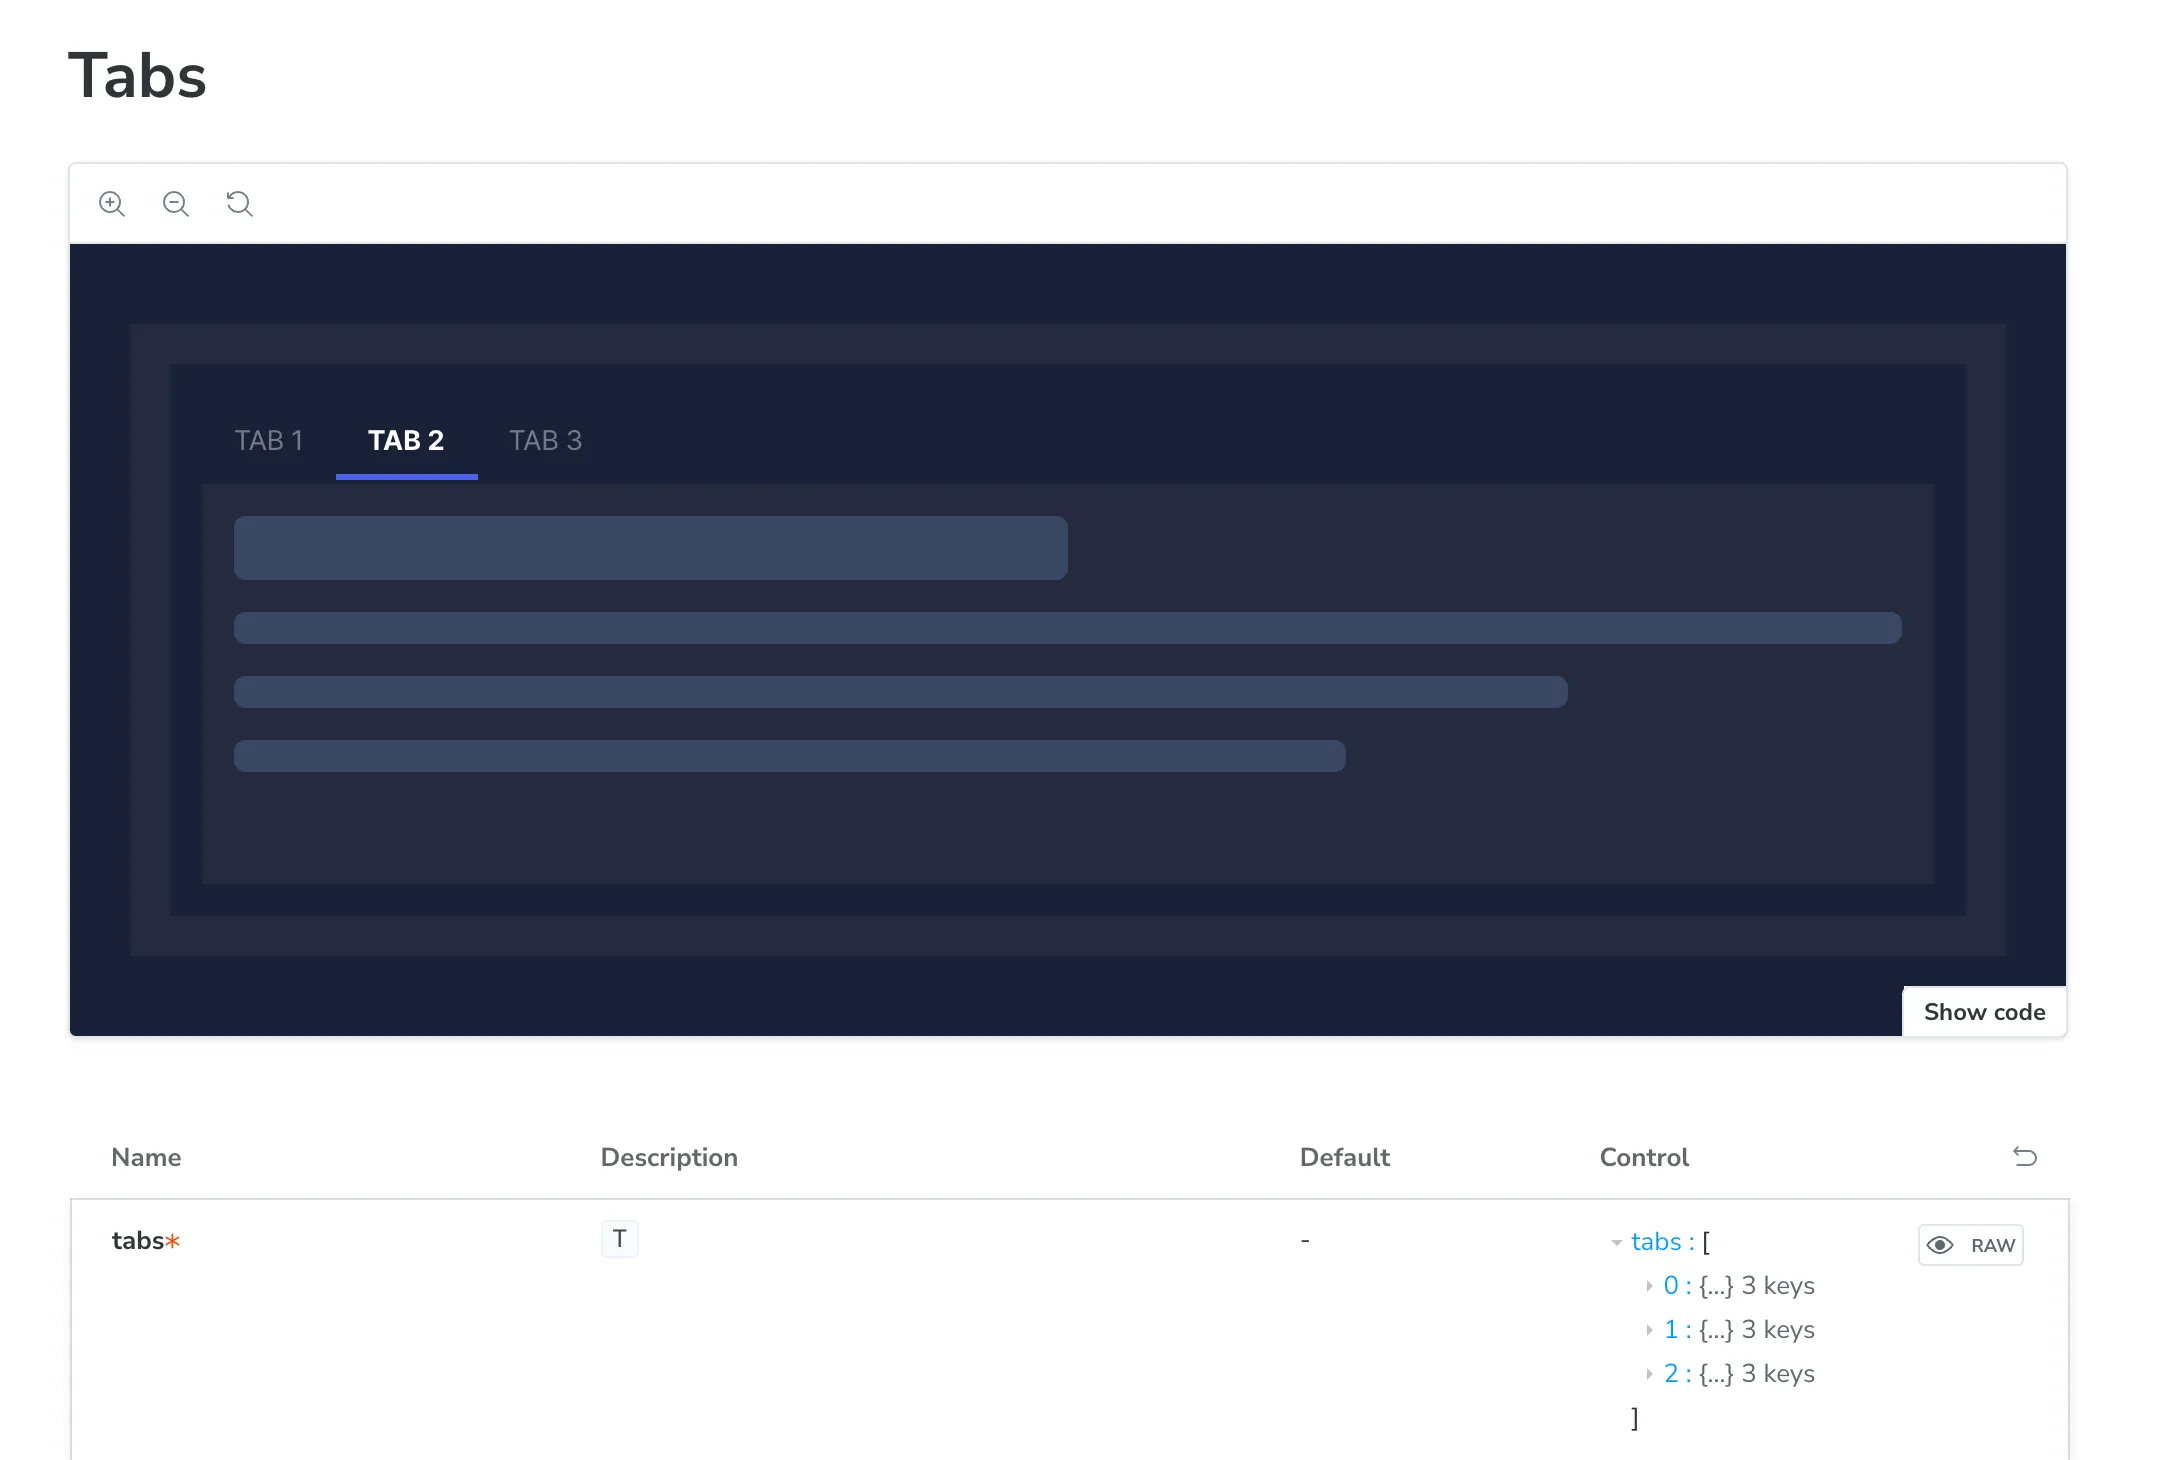 Tabs
TAB 1 TAB 2 TAB 3
Show code
Name Description Default Control
tabs* T - tabs : [ RAW
0 : {...} 3 keys
1 : {...} 3 keys
2 : {...} 3 keys
]